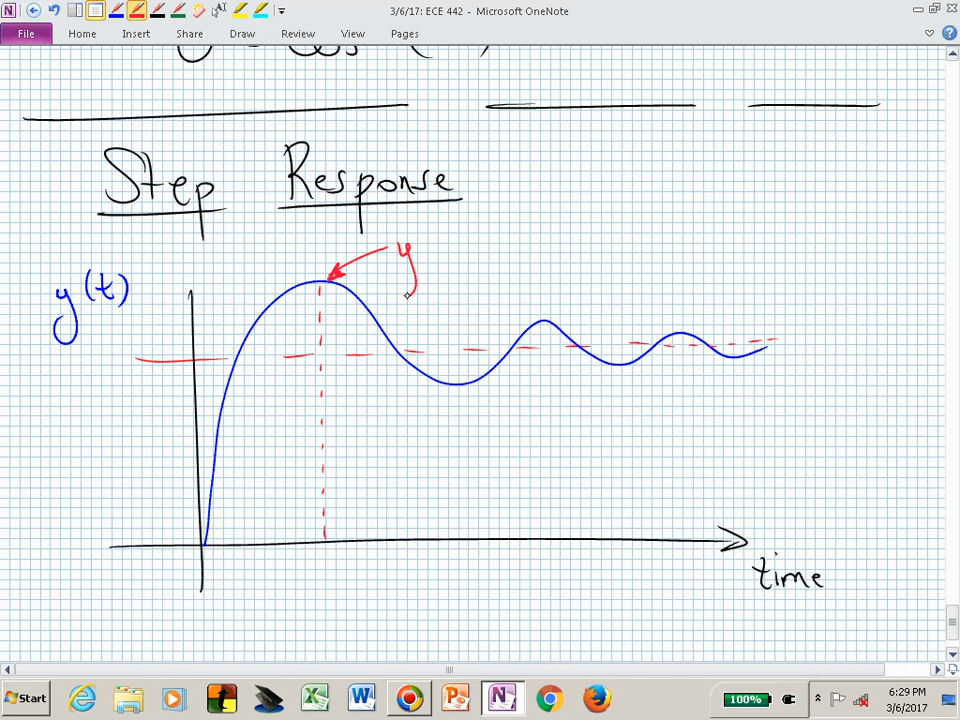 3/6/17: ECE 442 - Microsoft OneNote
File Home Insert Share Draw Review View Pages
Step Response
y
y(t)
time
Start
100%
6:29 PM
3/6/2017